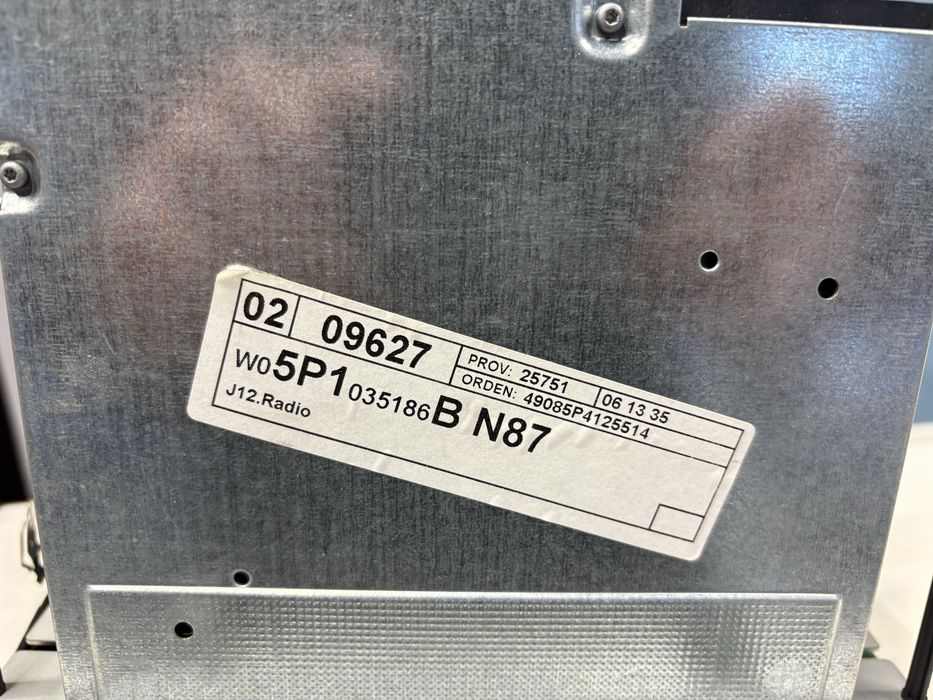 02 09627 PROV: 25751 06 13 35
ORDEN: 49085P4125514
W05P1035186B N87
J12.Radio